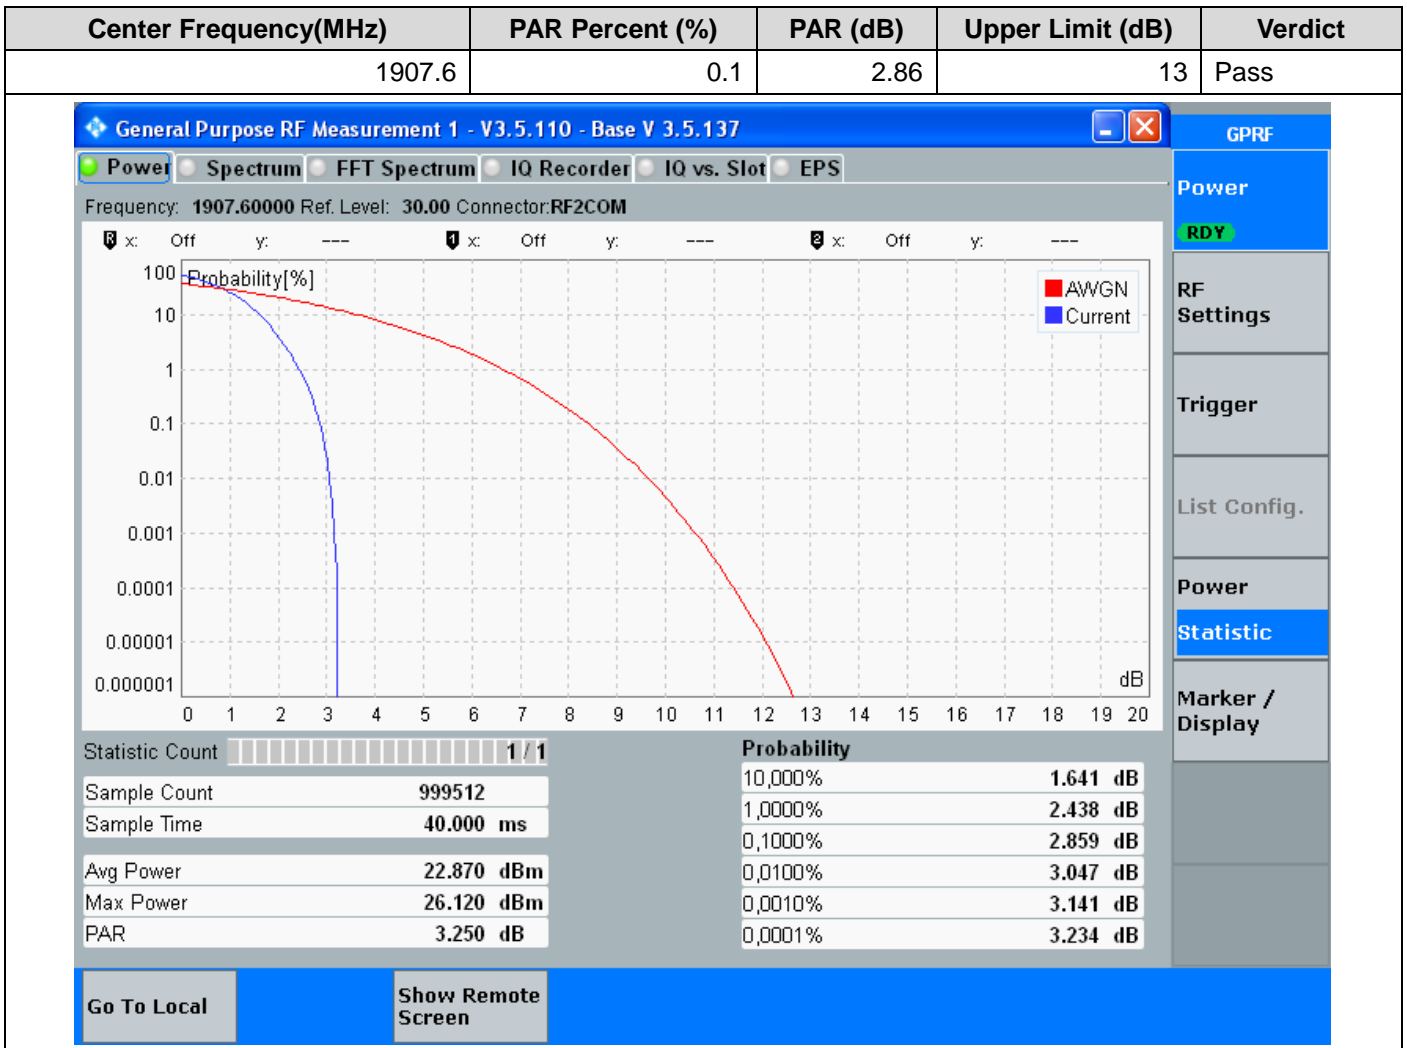 Center Frequency(MHz) PAR Percent (%) PAR (dB) Upper Limit (dB) Verdict
1907.6 0.1 2.86 13 Pass
General Purpose RF Measurement 1 - V3.5.110 - Base V 3.5.137
GPRF
Power Spectrum FFT Spectrum IQ Recorder IQ vs. Slot EPS
Frequency: 1907.60000 Ref. Level: 30.00 Connector:RF2COM
R x: Off y: --- 1 x: Off y: --- 2 x: Off y: ---
Probability[%]
AWGN
Current
100
10
1
0.1
0.01
0.001
0.0001
0.00001
0.000001
dB
0 1 2 3 4 5 6 7 8 9 10 11 12 13 14 15 16 17 18 19 20
Statistic Count 1 / 1
Sample Count 999512
Sample Time 40.000 ms
Avg Power 22.870 dBm
Max Power 26.120 dBm
PAR 3.250 dB
Probability
10,000% 1.641 dB
1,0000% 2.438 dB
0,1000% 2.859 dB
0,0100% 3.047 dB
0,0010% 3.141 dB
0,0001% 3.234 dB
Power
RDY
RF
Settings
Trigger
List Config.
Power
Statistic
Marker /
Display
Go To Local
Show Remote
Screen